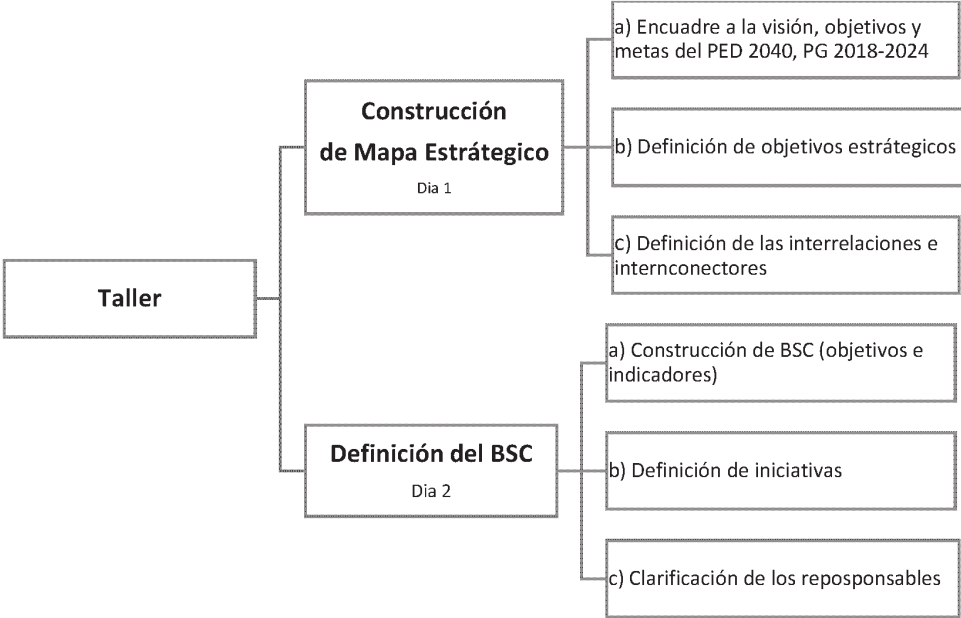 Taller
Construcción
de Mapa Estrátegico
Dia 1
a) Encuadre a la visión, objetivos y
metas del PED 2040, PG 2018-2024
b) Definición de objetivos estrátegicos
c) Definición de las interrelaciones e
internconectores
Definición del BSC
Dia 2
a) Construcción de BSC (objetivos e
indicadores)
b) Definición de iniciativas
c) Clarificación de los reposponsables